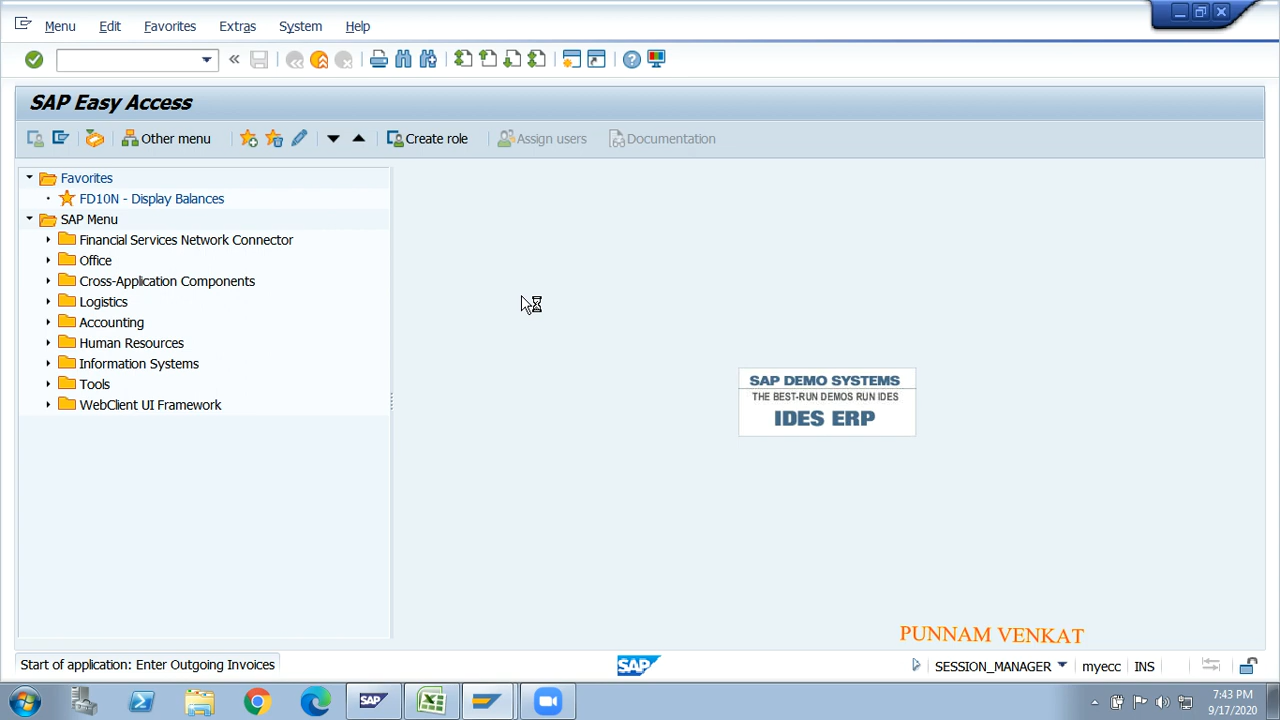 Menu Edit Favorites Extras System Help
SAP Easy Access
Other menu Create role Assign users Documentation
Favorites
FD10N - Display Balances
SAP Menu
Financial Services Network Connector
Office
Cross-Application Components
Logistics
Accounting
Human Resources
Information Systems
Tools
WebClient UI Framework
SAP DEMO SYSTEMS
THE BEST-RUN DEMOS RUN IDES
IDES ERP
PUNNAM VENKAT
Start of application: Enter Outgoing Invoices SAP SESSION_MANAGER myecc INS
SAP 7:43 PM
9/17/2020